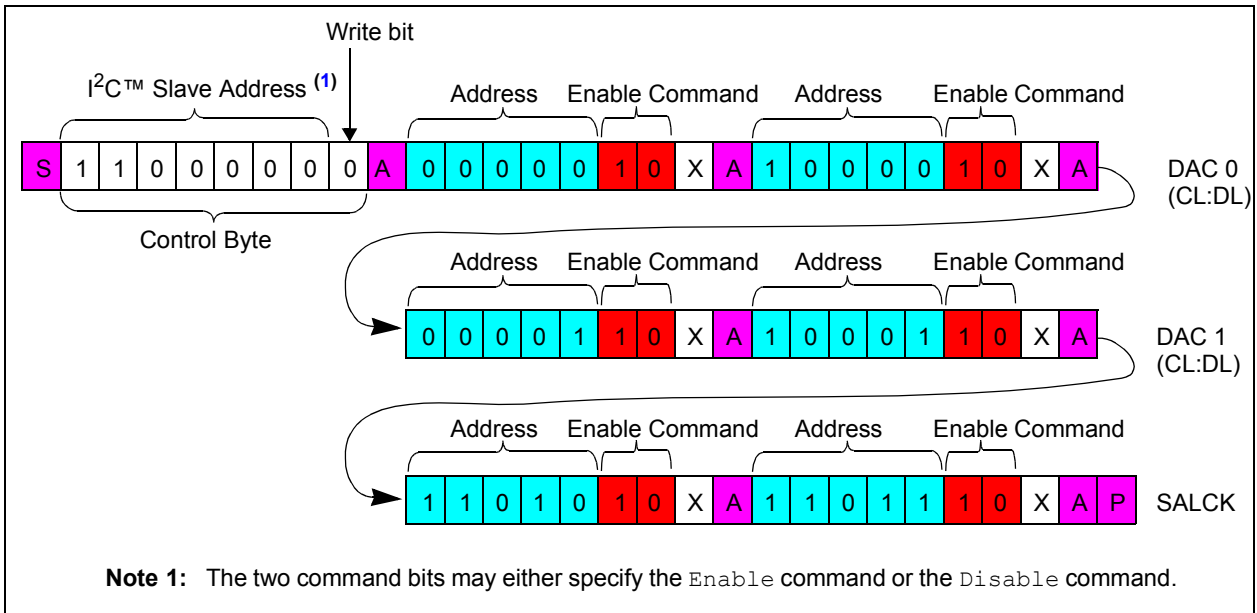 Write bit
I²C™ Slave Address (1)
Address Enable Command Address Enable Command
S 1 1 0 0 0 0 0 0 A 0 0 0 0 0 1 0 X A 1 0 0 0 0 1 0 X A DAC 0
(CL:DL)
Control Byte
Address Enable Command Address Enable Command
0 0 0 0 1 1 0 X A 1 0 0 0 1 1 0 X A DAC 1
(CL:DL)
Address Enable Command Address Enable Command
1 1 0 1 0 1 0 X A 1 1 0 1 1 1 0 X A P SALCK
Note 1: The two command bits may either specify the Enable command or the Disable command.